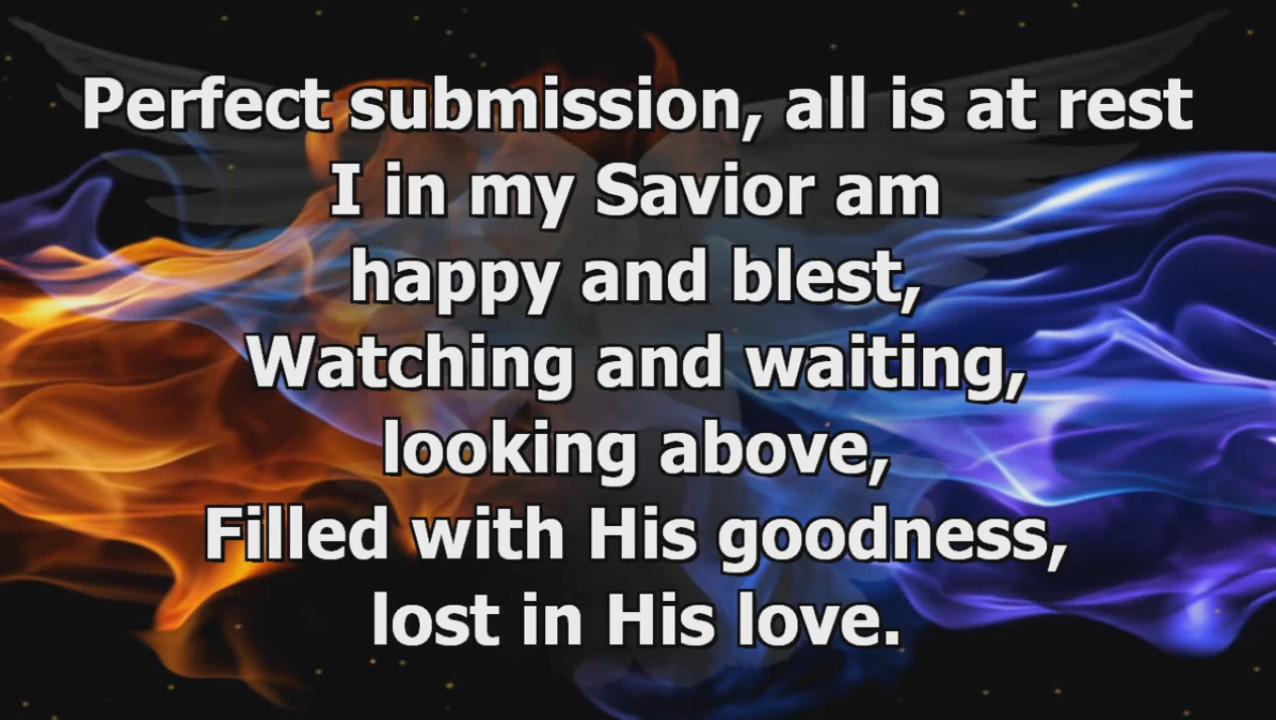 Perfect submission, all is at rest
I in my Savior am
happy and blest,
Watching and waiting,
looking above,
Filled with His goodness,
lost in His love.